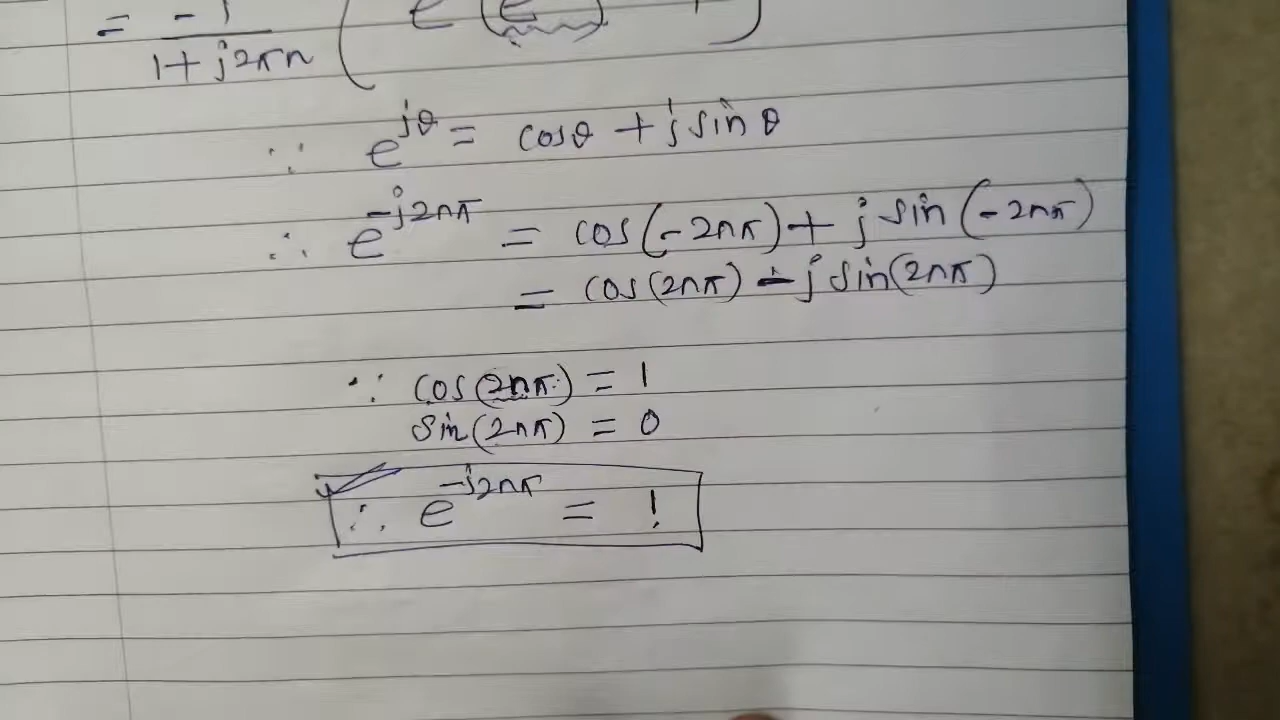 = -1 / 1+j2πn ( e (e
∵ e^jθ = cosθ + j sin θ
∴ e^-j2nπ = cos(-2nπ) + j sin(-2nπ)
= cos(2nπ) - j sin(2nπ)
∵ cos(2nπ) = 1
sin(2nπ) = 0
∴ e^-j2nπ = 1